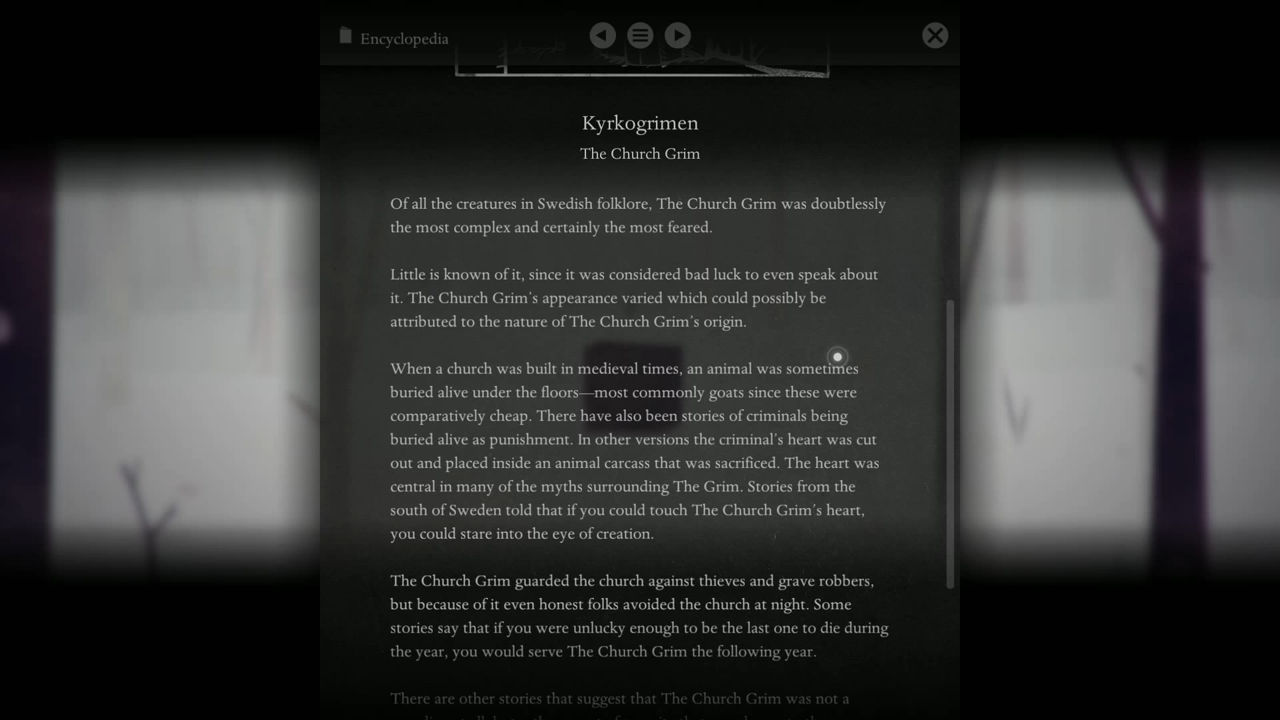 Encyclopedia
Kyrkogrimen
The Church Grim
Of all the creatures in Swedish folklore, The Church Grim was doubtlessly
the most complex and certainly the most feared.
Little is known of it, since it was considered bad luck to even speak about
it. The Church Grim's appearance varied which could possibly be
attributed to the nature of The Church Grim's origin.
When a church was built in medieval times, an animal was sometimes
buried alive under the floors—most commonly goats since these were
comparatively cheap. There have also been stories of criminals being
buried alive as punishment. In other versions the criminal's heart was cut
out and placed inside an animal carcass that was sacrificed. The heart was
central in many of the myths surrounding The Grim. Stories from the
south of Sweden told that if you could touch The Church Grim's heart,
you could stare into the eye of creation.
The Church Grim guarded the church against thieves and grave robbers,
but because of it even honest folks avoided the church at night. Some
stories say that if you were unlucky enough to be the last one to die during
the year, you would serve The Church Grim the following year.
There are other stories that suggest that The Church Grim was not a